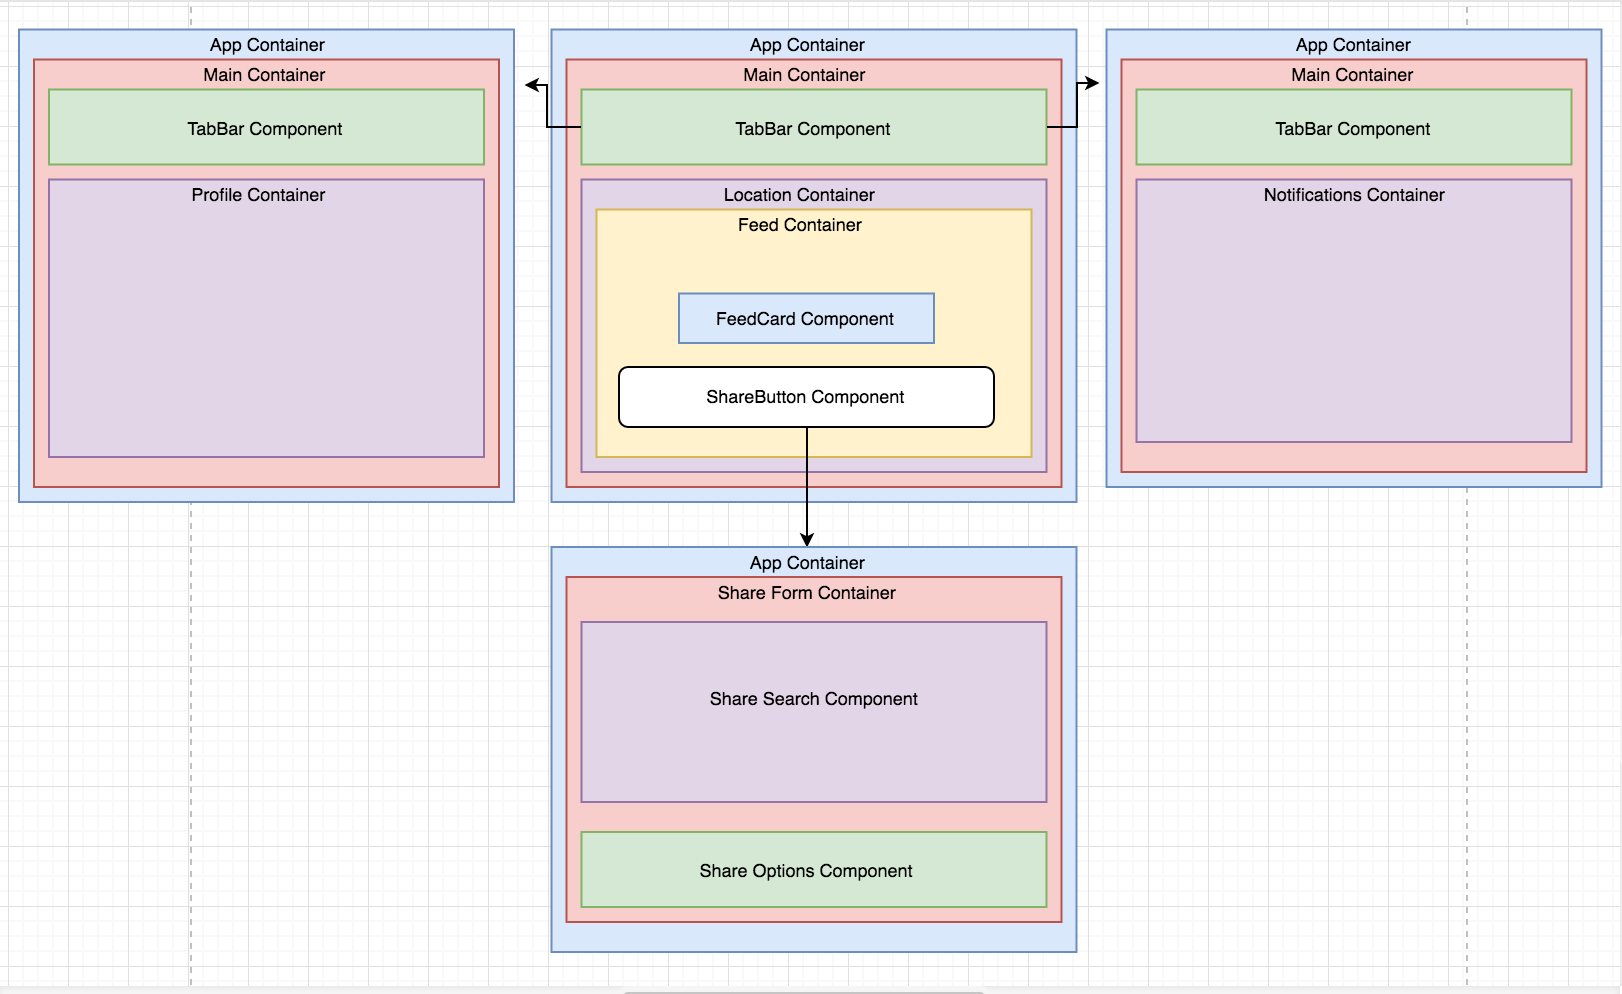 App Container
Main Container
TabBar Component
Profile Container
App Container
Main Container
TabBar Component
Location Container
Feed Container
FeedCard Component
ShareButton Component
App Container
Main Container
TabBar Component
Notifications Container
App Container
Share Form Container
Share Search Component
Share Options Component